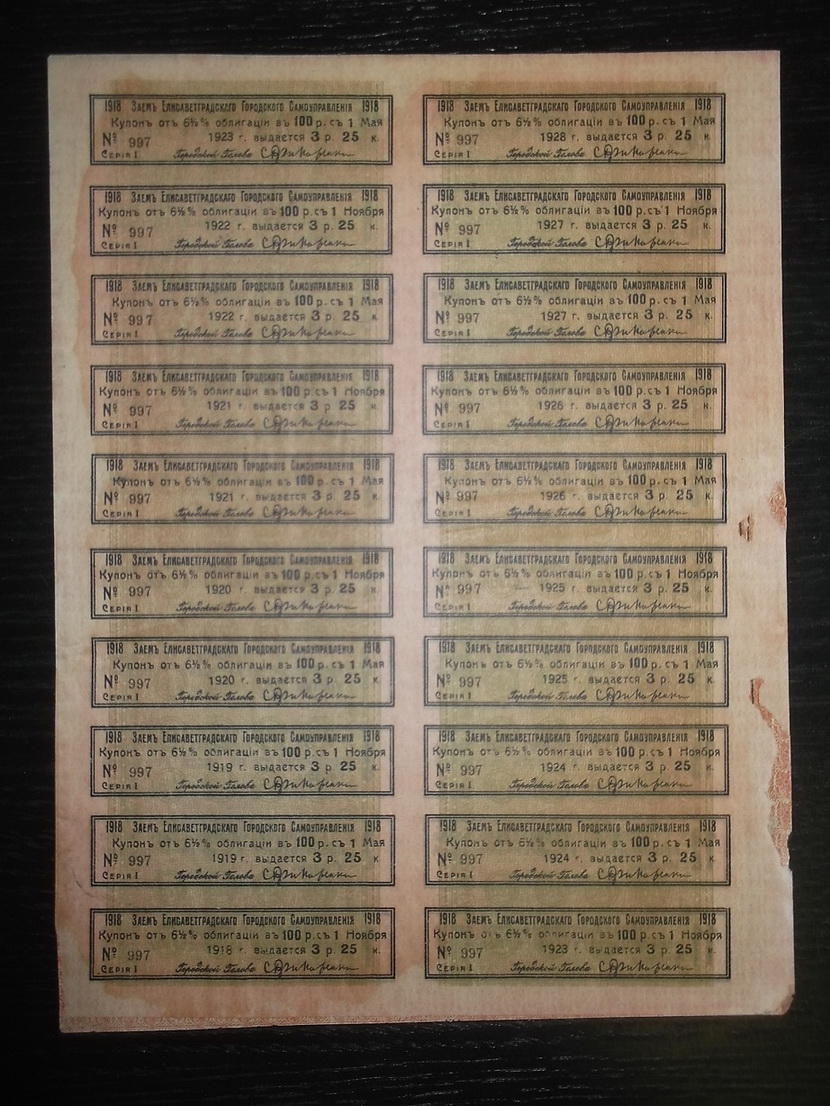 1918 Заемъ Елисаветградскаго Городского Самоуправленія 1918
Купонъ отъ 6½% облигаціи въ 100 р. съ 1 Мая
№ 997 1923 г. выдается 3 р. 25 к.
Серія I Городской Голова
1918 Заемъ Елисаветградскаго Городского Самоуправленія 1918
Купонъ отъ 6½% облигаціи въ 100 р. съ 1 Ноября
№ 997 1922 г. выдается 3 р. 25 к.
Серія I Городской Голова
1918 Заемъ Елисаветградскаго Городского Самоуправленія 1918
Купонъ отъ 6½% облигаціи въ 100 р. съ 1 Мая
№ 997 1922 г. выдается 3 р. 25 к.
Серія I Городской Голова
1918 Заемъ Елисаветградскаго Городского Самоуправленія 1918
Купонъ отъ 6½% облигаціи въ 100 р. съ 1 Ноября
№ 997 1921 г. выдается 3 р. 25 к.
Серія I Городской Голова
1918 Заемъ Елисаветградскаго Городского Самоуправленія 1918
Купонъ отъ 6½% облигаціи въ 100 р. съ 1 Мая
№ 997 1921 г. выдается 3 р. 25 к.
Серія I Городской Голова
1918 Заемъ Елисаветградскаго Городского Самоуправленія 1918
Купонъ отъ 6½% облигаціи въ 100 р. съ 1 Ноября
№ 997 1920 г. выдается 3 р. 25 к.
Серія I Городской Голова
1918 Заемъ Елисаветградскаго Городского Самоуправленія 1918
Купонъ отъ 6½% облигаціи въ 100 р. съ 1 Мая
№ 997 1920 г. выдается 3 р. 25 к.
Серія I Городской Голова
1918 Заемъ Елисаветградскаго Городского Самоуправленія 1918
Купонъ отъ 6½% облигаціи въ 100 р. съ 1 Ноября
№ 997 1919 г. выдается 3 р. 25 к.
Серія I Городской Голова
1918 Заемъ Елисаветградскаго Городского Самоуправленія 1918
Купонъ отъ 6½% облигаціи въ 100 р. съ 1 Мая
№ 997 1919 г. выдается 3 р. 25 к
Серія I Городской Голова
1918 Заемъ Елисаветградскаго Городского Самоуправленія 1918
Купонъ отъ 6½% облигаціи въ 100 р. съ 1 Ноября
№ 997 1918 г. выдается 3 р. 25 к.
Серія I Городской Голова
1918 Заемъ Елисаветградскаго Городского Самоуправленія 1918
Купонъ отъ 6½% облигаціи въ 100 р. съ 1 Мая
№ 997 1928 г. выдается 3 р. 25 к.
Серія I Городской Голова
1918 Заемъ Елисаветградскаго Городского Самоуправленія 1918
Купонъ отъ 6½% облигаціи въ 100 р. съ 1 Ноября
№ 997 1927 г. выдается 3 р. 25 к.
Серія I Городской Голова
1918 Заемъ Елисаветградскаго Городского Самоуправленія 1918
Купонъ отъ 6½% облигаціи въ 100 р. съ 1 Мая
№ 997 1927 г. выдается 3 р. 25 к.
Серія I Городской Голова
1918 Заемъ Елисаветградскаго Городского Самоуправленія 1918
Купонъ отъ 6½% облигаціи въ 100 р. съ 1 Ноября
№ 997 1926 г. выдается 3 р. 25 к.
Серія I Городской Голова
1918 Заемъ Елисаветградскаго Городского Самоуправленія 1918
Купонъ отъ 6½% облигаціи въ 100 р. съ 1 Мая
№ 997 1926 г. выдается 3 р. 25 к.
Серія I Городской Голова
1918 Заемъ Елисаветградскаго Городского Самоуправленія 1918
Купонъ отъ 6½% облигаціи въ 100 р. съ 1 Ноября
№ 997 1925 г. выдается 3 р. 25 к.
Серія I Городской Голова
1918 Заемъ Елисаветградскаго Городского Самоуправленія 1918
Купонъ отъ 6½% облигаціи въ 100 р. съ 1 Мая
№ 997 1925 г. выдается 3 р. 25 к.
Серія I Городской Голова
1918 Заемъ Елисаветградскаго Городского Самоуправленія 1918
Купонъ отъ 6½% облигаціи въ 100 р. съ 1 Ноября
№ 997 1924 г. выдается 3 р. 25 к.
Серія I Городской Голова
1918 Заемъ Елисаветградскаго Городского Самоуправленія 1918
Купонъ отъ 6½% облигаціи въ 100 р. съ 1 Мая
№ 997 1924 г. выдается 3 р. 25 к.
Серія I Городской Голова
1918 Заемъ Елисаветградскаго Городского Самоуправленія 1918
Купонъ отъ 6½% облигаціи въ 100 р. съ 1 Ноября
№ 997 1923 г. выдается 3 р. 25 к.
Серія I Городской Голова